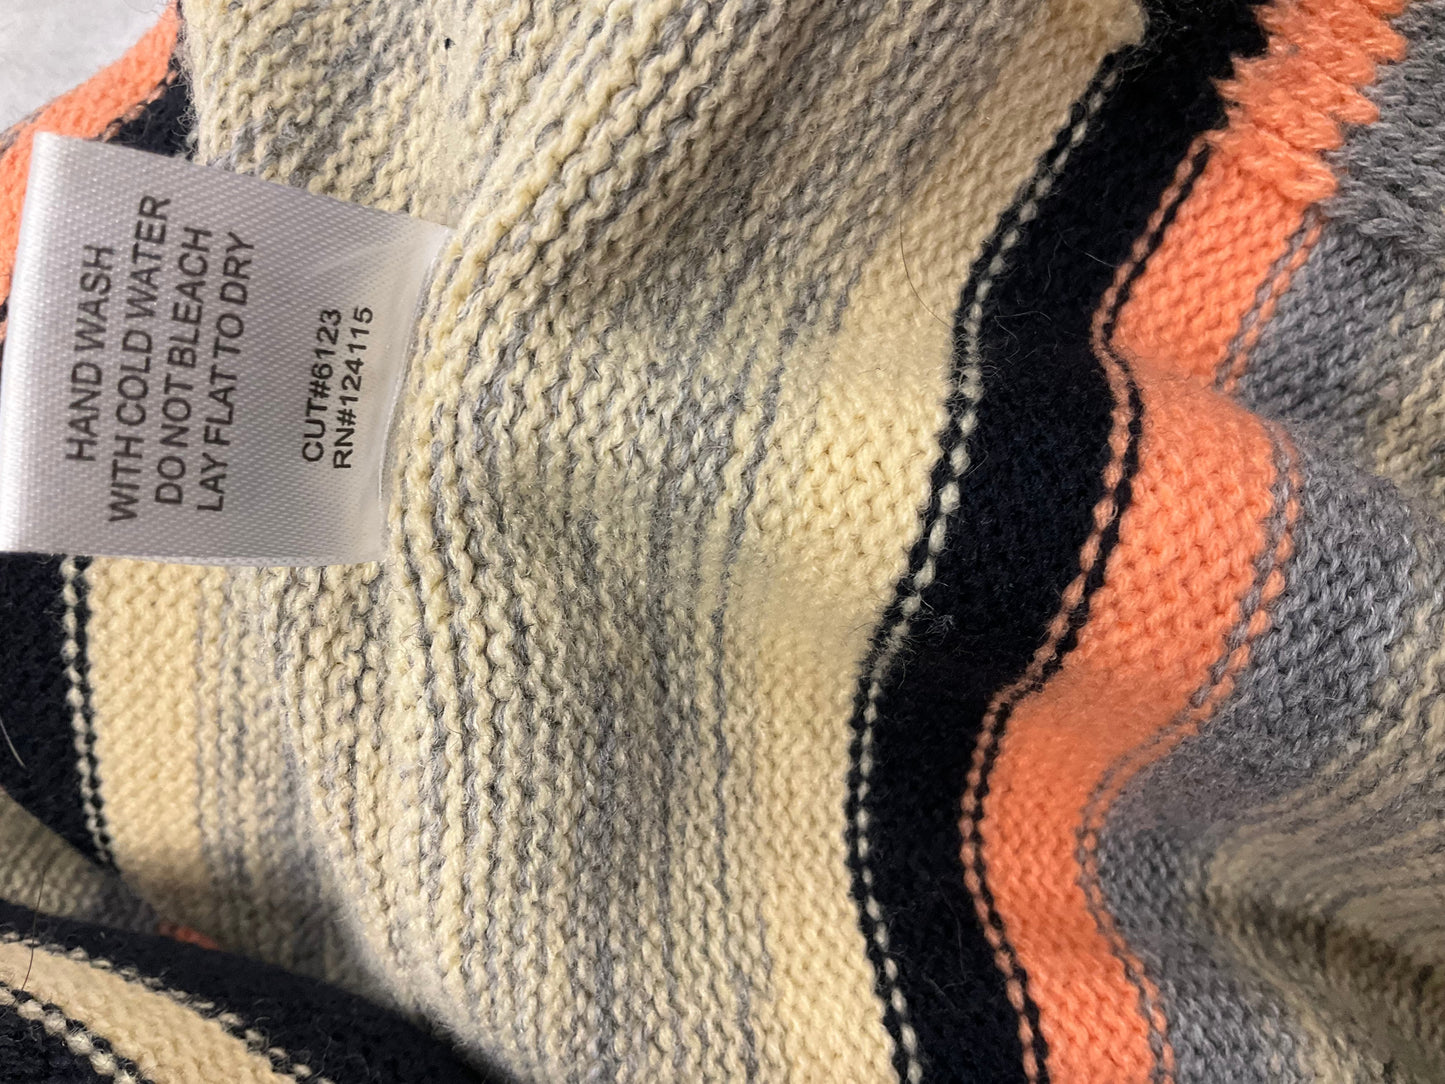 HAND WASH
WITH COLD WATER
DO NOT BLEACH
LAY FLAT TO DRY
CUT#6123
RN#124115